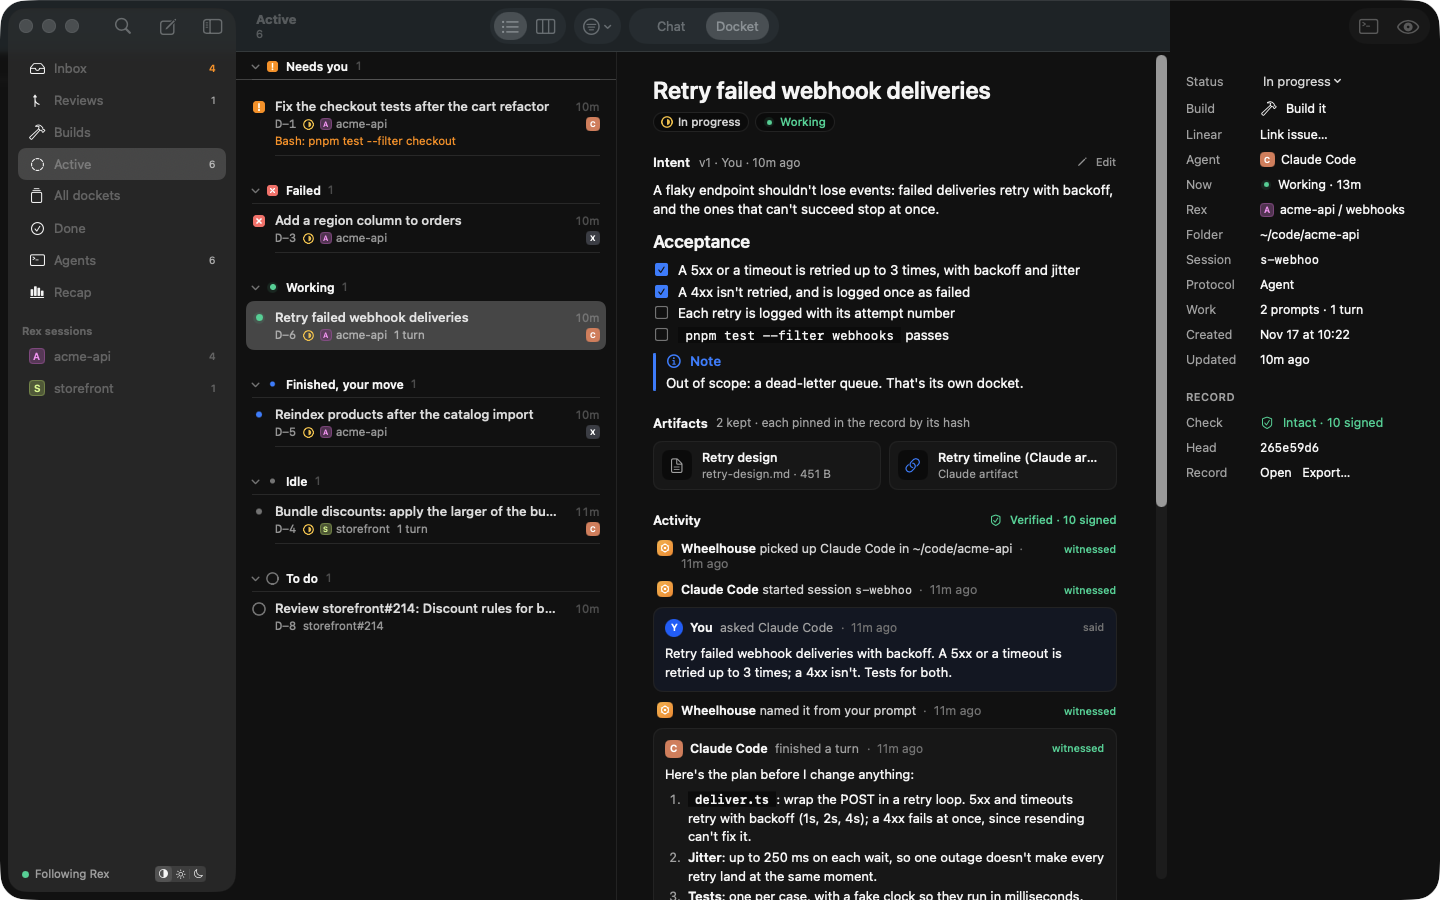 Active
6
Chat
Docket
Inbox 4
Reviews 1
Builds
Active 6
All dockets
Done
Agents 6
Recap
Rex sessions
A acme-api 4
S storefront 1
Following Rex
Needs you 1
Fix the checkout tests after the cart refactor 10m
D–1 A acme-api C
Bash: pnpm test --filter checkout
Failed 1
Add a region column to orders 10m
D–3 A acme-api X
Working 1
Retry failed webhook deliveries 10m
D–6 A acme-api 1 turn C
Finished, your move 1
Reindex products after the catalog import 10m
D–5 A acme-api X
Idle 1
Bundle discounts: apply the larger of the bu... 11m
D–4 S storefront 1 turn C
To do 1
Review storefront#214: Discount rules for b... 10m
D–8 storefront#214
Retry failed webhook deliveries
In progress Working
Intent v1 · You · 10m ago Edit
A flaky endpoint shouldn't lose events: failed deliveries retry with backoff,
and the ones that can't succeed stop at once.
Acceptance
A 5xx or a timeout is retried up to 3 times, with backoff and jitter
A 4xx isn't retried, and is logged once as failed
Each retry is logged with its attempt number
pnpm test --filter webhooks passes
Note
Out of scope: a dead-letter queue. That's its own docket.
Artifacts 2 kept · each pinned in the record by its hash
Retry design
retry-design.md · 451 B
Retry timeline (Claude ar...
Claude artifact
Activity Verified · 10 signed
Wheelhouse picked up Claude Code in ~/code/acme-api · witnessed
11m ago
Claude Code started session s-webhoo · 11m ago witnessed
Y You asked Claude Code · 11m ago said
Retry failed webhook deliveries with backoff. A 5xx or a timeout is
retried up to 3 times; a 4xx isn't. Tests for both.
Wheelhouse named it from your prompt · 11m ago witnessed
C Claude Code finished a turn · 11m ago witnessed
Here's the plan before I change anything:
1. deliver.ts : wrap the POST in a retry loop. 5xx and timeouts
retry with backoff (1s, 2s, 4s); a 4xx fails at once, since resending
can't fix it.
2. Jitter: up to 250 ms on each wait, so one outage doesn't make every
retry land at the same moment.
3. Tests: one per case, with a fake clock so they run in milliseconds.
Status In progress
Build Build it
Linear Link issue...
Agent C Claude Code
Now Working · 13m
Rex A acme-api / webhooks
Folder ~/code/acme-api
Session s-webhoo
Protocol Agent
Work 2 prompts · 1 turn
Created Nov 17 at 10:22
Updated 10m ago
RECORD
Check Intact · 10 signed
Head 265e59d6
Record Open Export...